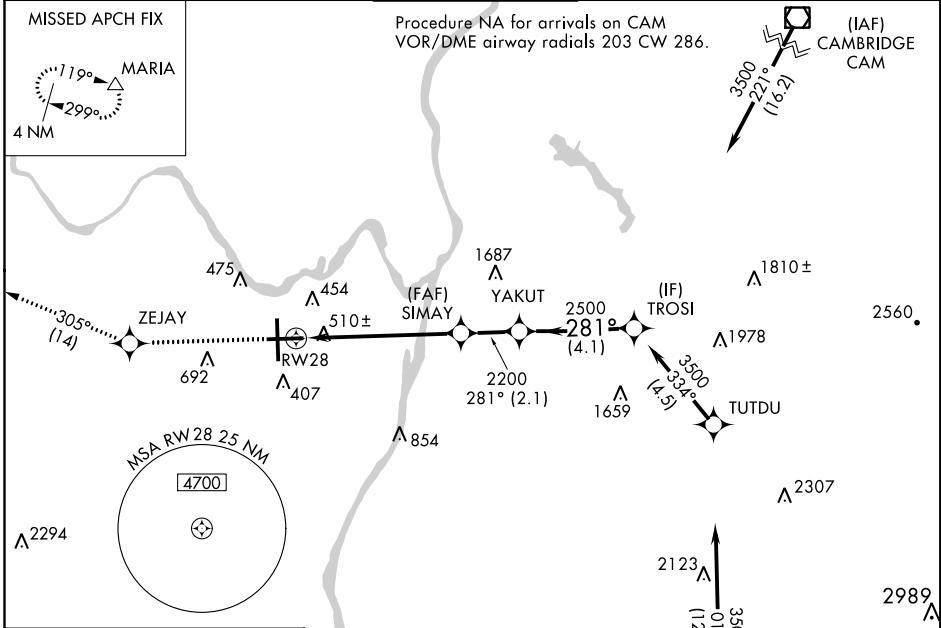 MISSED APCH FIX
119°
MARIA
299°
4 NM
Procedure NA for arrivals on CAM
VOR/DME airway radials 203 CW 286.
(IAF)
CAMBRIDGE
CAM
3500
221°
(16.2)
475
454
1687
1810±
2560
(FAF)
SIMAY
YAKUT
2500
281°
(4.1)
(IF)
TROSI
305°
(14)
ZEJAY
510±
RW28
692
407
2200
281° (2.1)
1978
3500
334°
(4.5)
1659
TUTDU
854
MSA RW 28 25 NM
4700
2307
2294
2123
2989